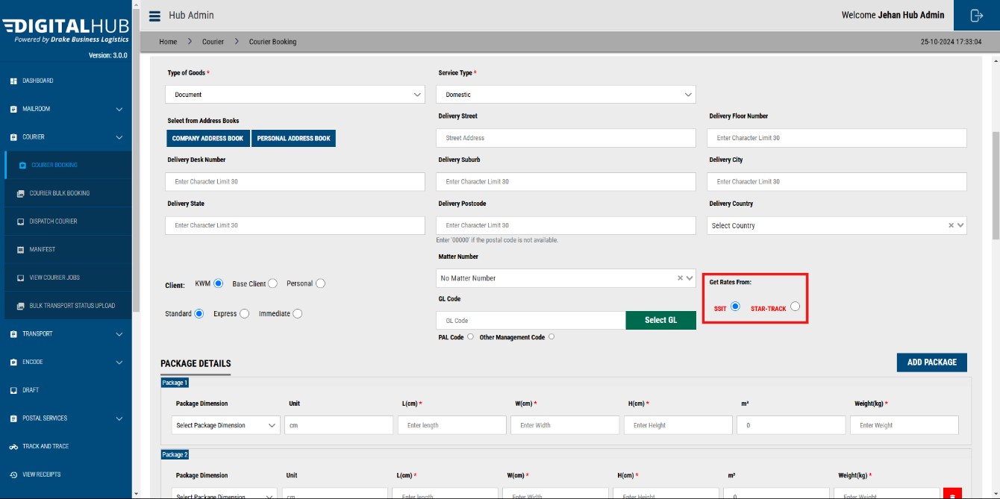 DIGITALHUB
Powered by Drake Business Logistics
Version: 3.0.0
DASHBOARD
MAILROOM
COURIER
COURIER BOOKING
COURIER BULK BOOKING
DISPATCH COURIER
MANIFEST
VIEW COURIER JOBS
BULK TRANSPORT STATUS UPLOAD
TRANSPORT
ENCODE
DRAFT
POSTAL SERVICES
TRACK AND TRACE
VIEW RECEIPTS
Hub Admin
Welcome Jehan Hub Admin
Home > Courier > Courier Booking
25-10-2024 17:33:04
Type of Goods * Service Type *
Document Domestic
Select from Address Books Delivery Street Delivery Floor Number
COMPANY ADDRESS BOOK PERSONAL ADDRESS BOOK Street Address Enter Character Limit 30
Delivery Desk Number Delivery Suburb Delivery City
Enter Character Limit 30 Enter Character Limit 30 Enter Character Limit 30
Delivery State Delivery Postcode Delivery Country
Enter Character Limit 30 Enter Character Limit 30 Select Country
Enter '00000' if the postal code is not available.
Matter Number
No Matter Number
Client: KWM Base Client Personal
Standard Express Immediate
GL Code
GL Code Select GL
PAL Code Other Management Code
Get Rates From:
SSIT STAR-TRACK
PACKAGE DETAILS ADD PACKAGE
Package 1
Package Dimension Unit L(cm) * W(cm) * H(cm) * m³ Weight(kg) *
Select Package Dimension cm Enter length Enter Width Enter Height 0 Enter Weight
Package 2
Package Dimension Unit L(cm) * W(cm) * H(cm) * m³ Weight(kg) *
Select Package Dimension cm Enter length Enter Width Enter Height 0 Enter Weight